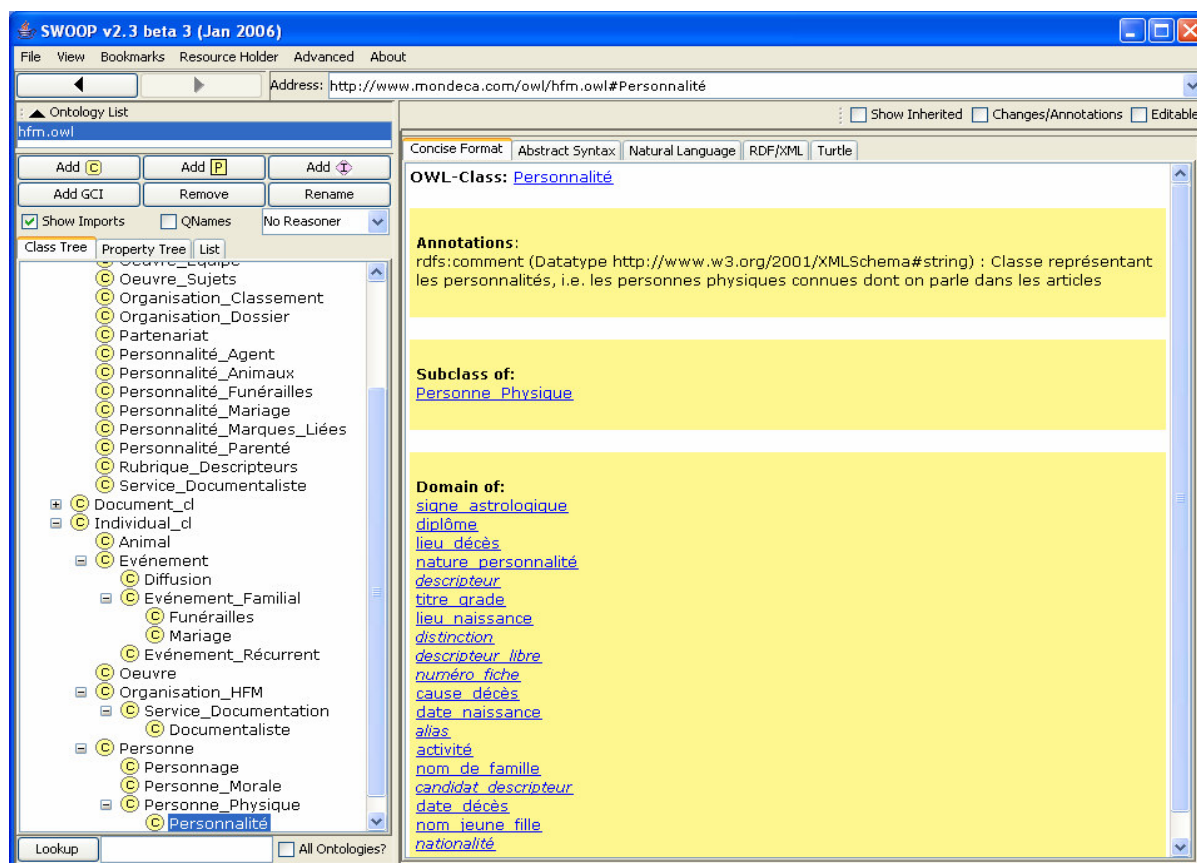 SWOOP v2.3 beta 3 (Jan 2006)
File View Bookmarks Resource Holder Advanced About
Address: http://www.mondeca.com/owl/hfm.owl#Personnalité
Ontology List
hfm.owl
Show Inherited Changes/Annotations Editable
Add C Add P Add I
Add GCI Remove Rename
Show Imports QNames No Reasoner
Class Tree Property Tree List
Oeuvre_Equipe
C Oeuvre_Sujets
C Organisation_Classement
C Organisation_Dossier
C Partenariat
C Personnalité_Agent
C Personnalité_Animaux
C Personnalité_Funérailles
C Personnalité_Mariage
C Personnalité_Marques_Liées
C Personnalité_Parenté
C Rubrique_Descripteurs
C Service_Documentaliste
C Document_cl
C Individual_cl
C Animal
C Evénement
C Diffusion
C Evénement_Familial
C Funérailles
C Mariage
C Evénement_Récurrent
C Oeuvre
C Organisation_HFM
C Service_Documentation
C Documentaliste
C Personne
C Personnage
C Personne_Morale
C Personne_Physique
C Personnalité
Lookup All Ontologies?
Concise Format Abstract Syntax Natural Language RDF/XML Turtle
OWL-Class: Personnalité
Annotations:
rdfs:comment (Datatype http://www.w3.org/2001/XMLSchema#string) : Classe représentant
les personnalités, i.e. les personnes physiques connues dont on parle dans les articles
Subclass of:
Personne_Physique
Domain of:
signe_astrologique
diplôme
lieu_décès
nature_personnalité
descripteur
titre_grade
lieu_naissance
distinction
descripteur_libre
numéro_fiche
cause_décès
date_naissance
alias
activité
nom_de_famille
candidat_descripteur
date_décès
nom_jeune_fille
nationalité